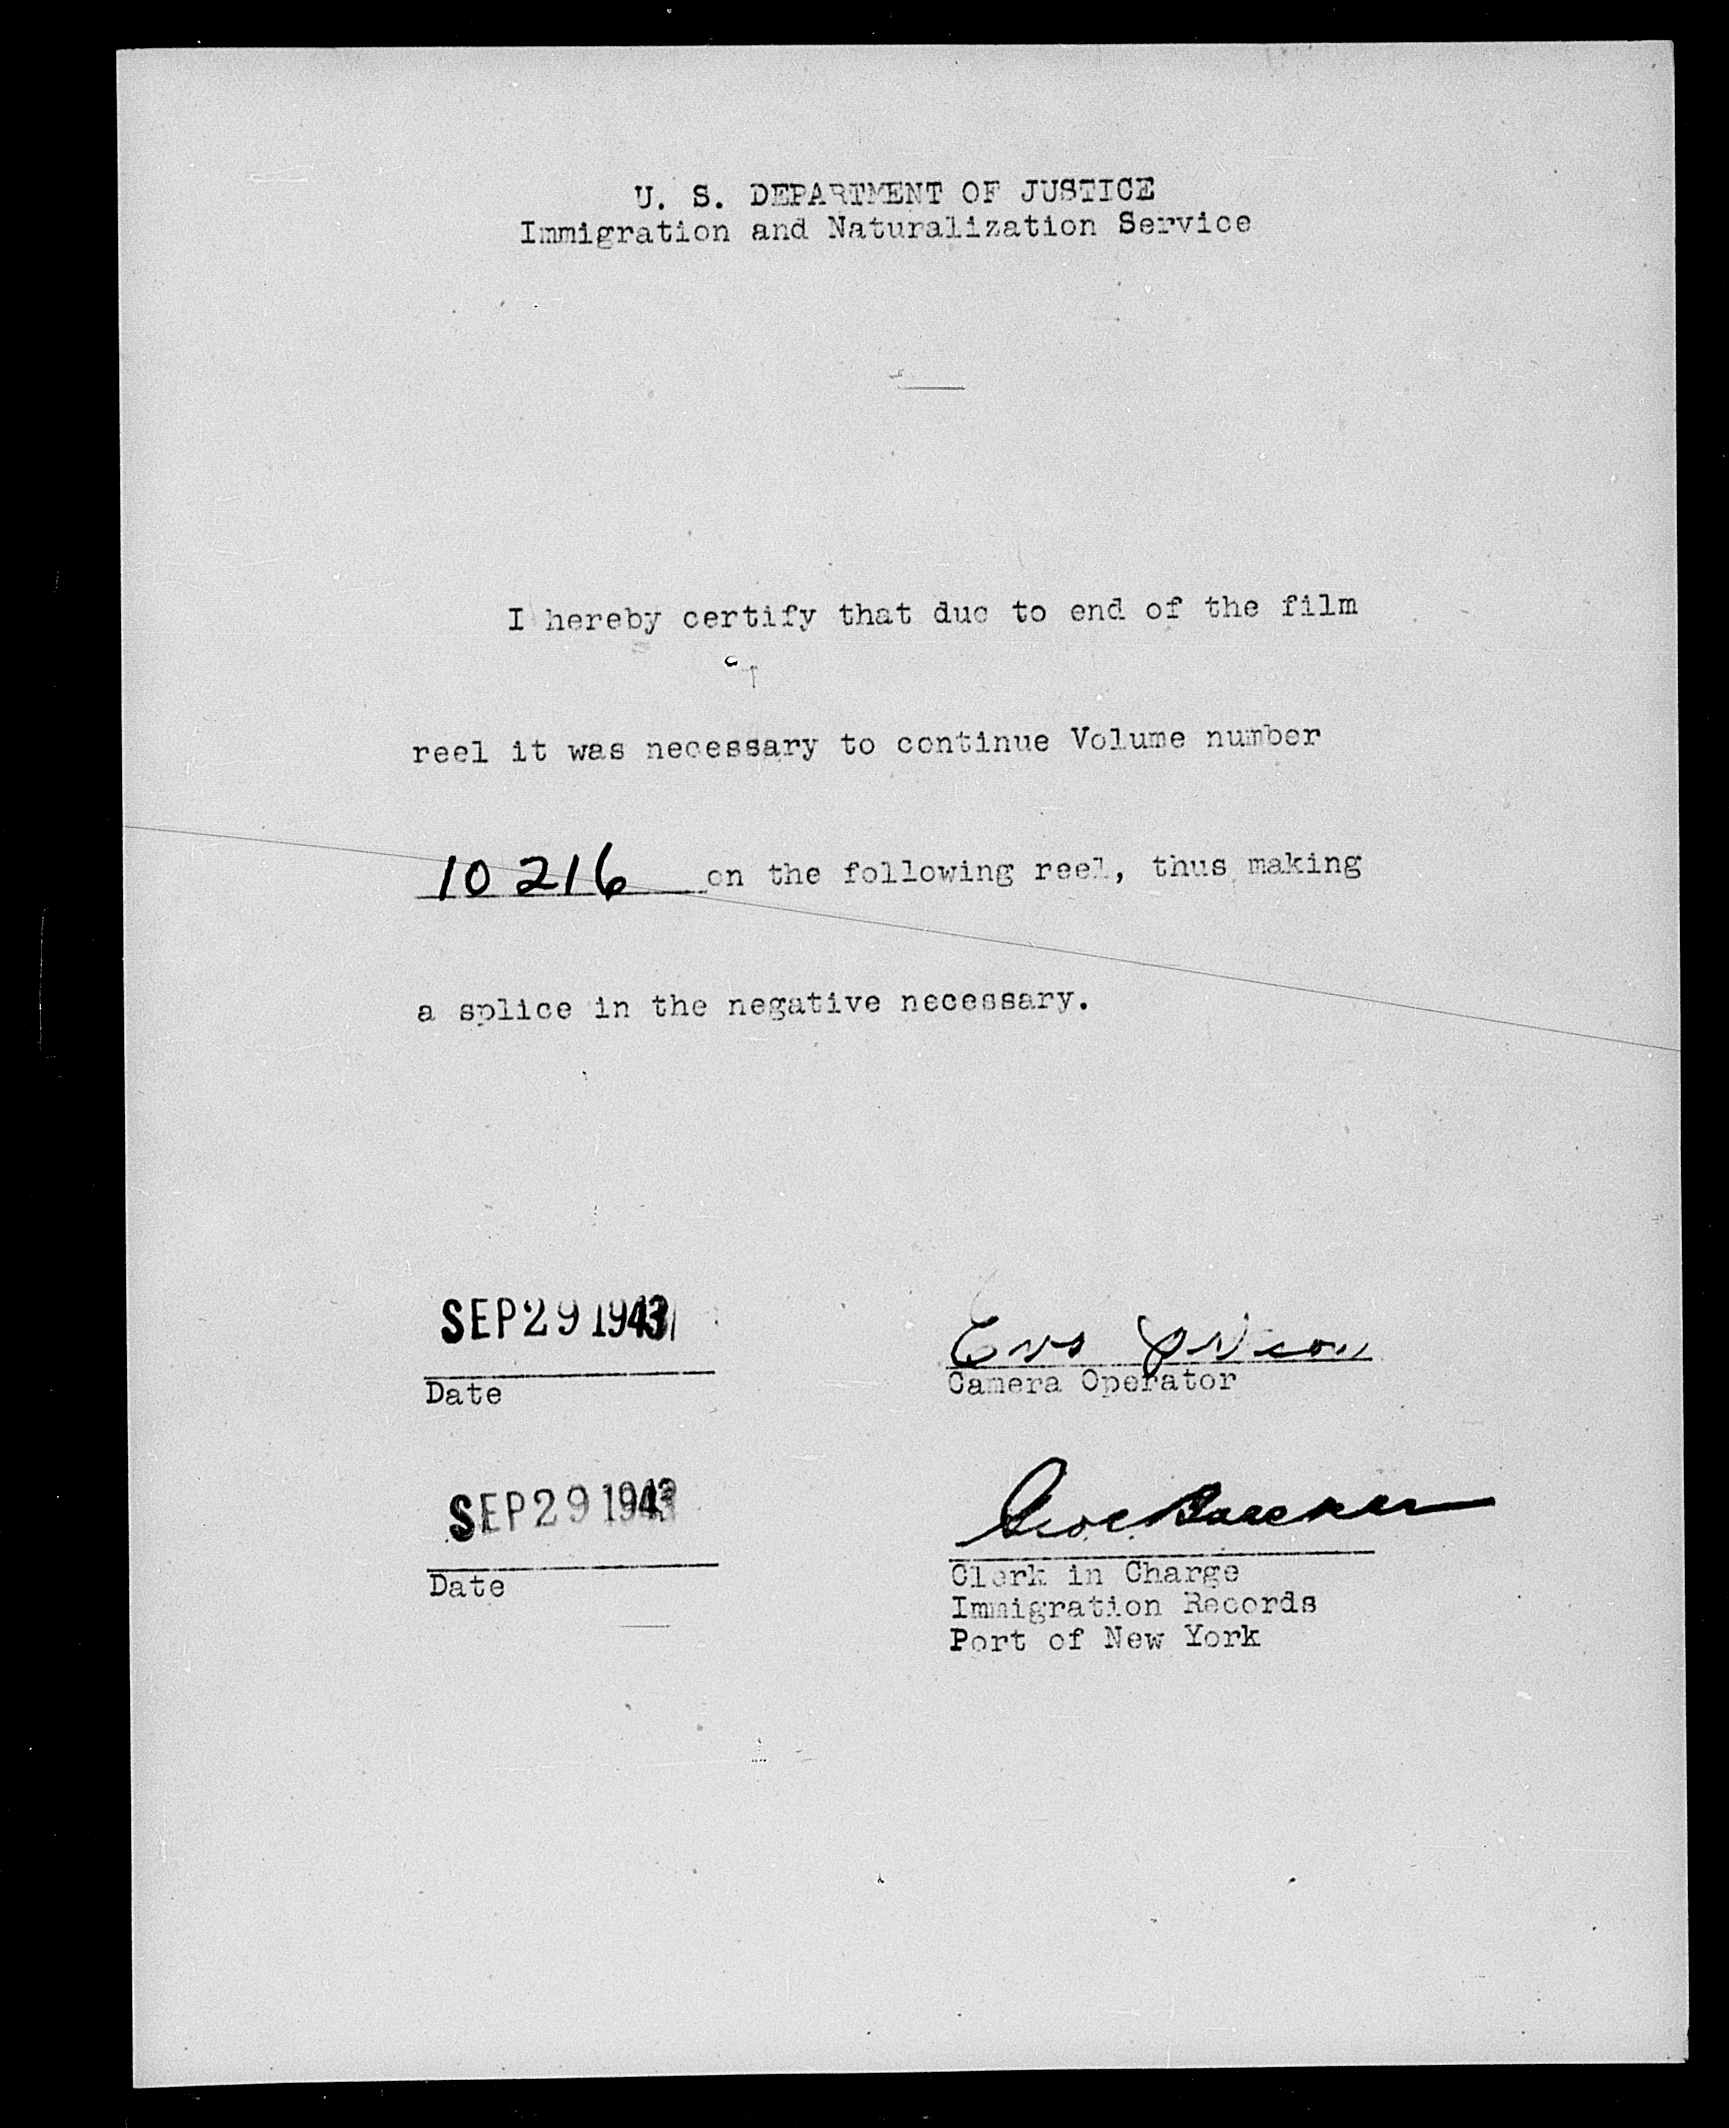 U. S. DEPARTMENT OF JUSTICE
Immigration and Naturalization Service
I hereby certify that due to end of the film
reel it was necessary to continue Volume number
10216 on the following reel, thus making
a splice in the negative necessary.
SEP 29 1943
Date
Camera Operator
SEP 29 1943
Date
Clerk in Charge
Immigration Records
Port of New York